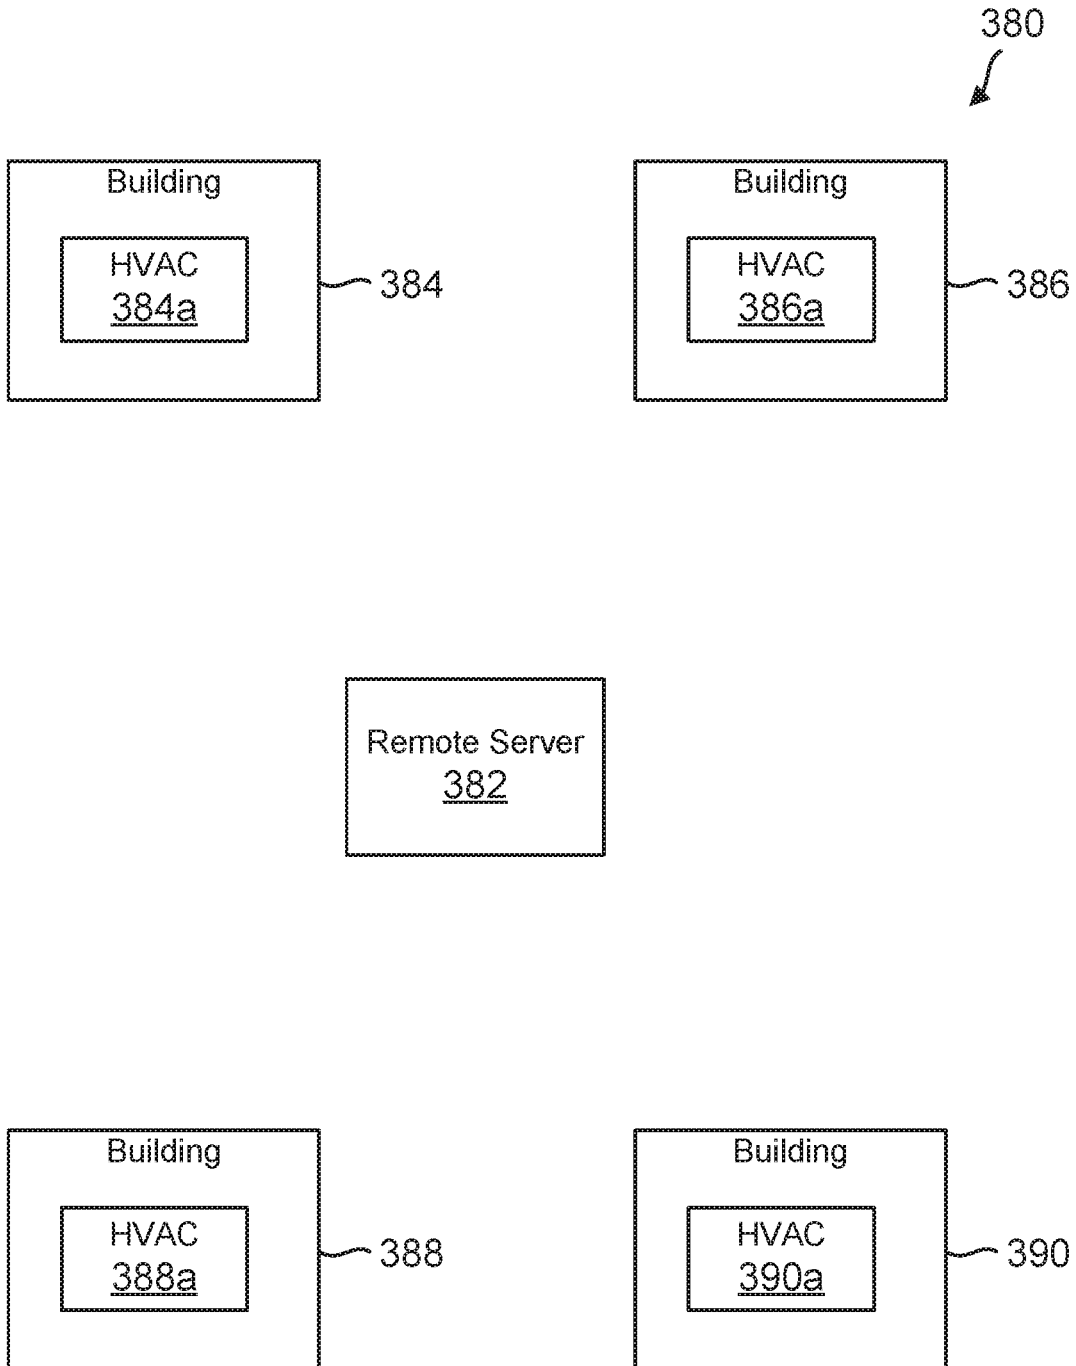 380
Building
HVAC
384a
384
Building
HVAC
386a
386
Remote Server
382
Building
HVAC
388a
388
Building
HVAC
390a
390